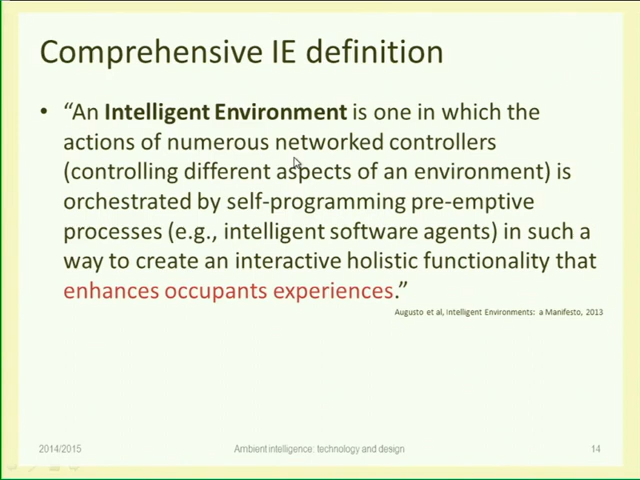 Comprehensive IE definition
• “An Intelligent Environment is one in which the
actions of numerous networked controllers
(controlling different aspects of an environment) is
orchestrated by self-programming pre-emptive
processes (e.g., intelligent software agents) in such a
way to create an interactive holistic functionality that
enhances occupants experiences.”
Augusto et al, Intelligent Environments: a Manifesto, 2013
2014/2015
Ambient intelligence: technology and design
14